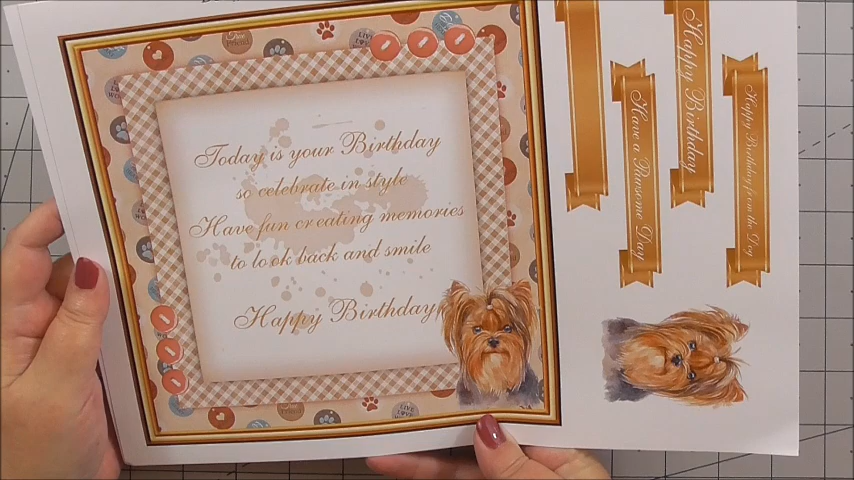 Today is your Birthday
so celebrate in style
Have fun creating memories
to look back and smile
Happy Birthday
Have a Pawsome Day
Happy Birthday
Happy Birthday from the Dog